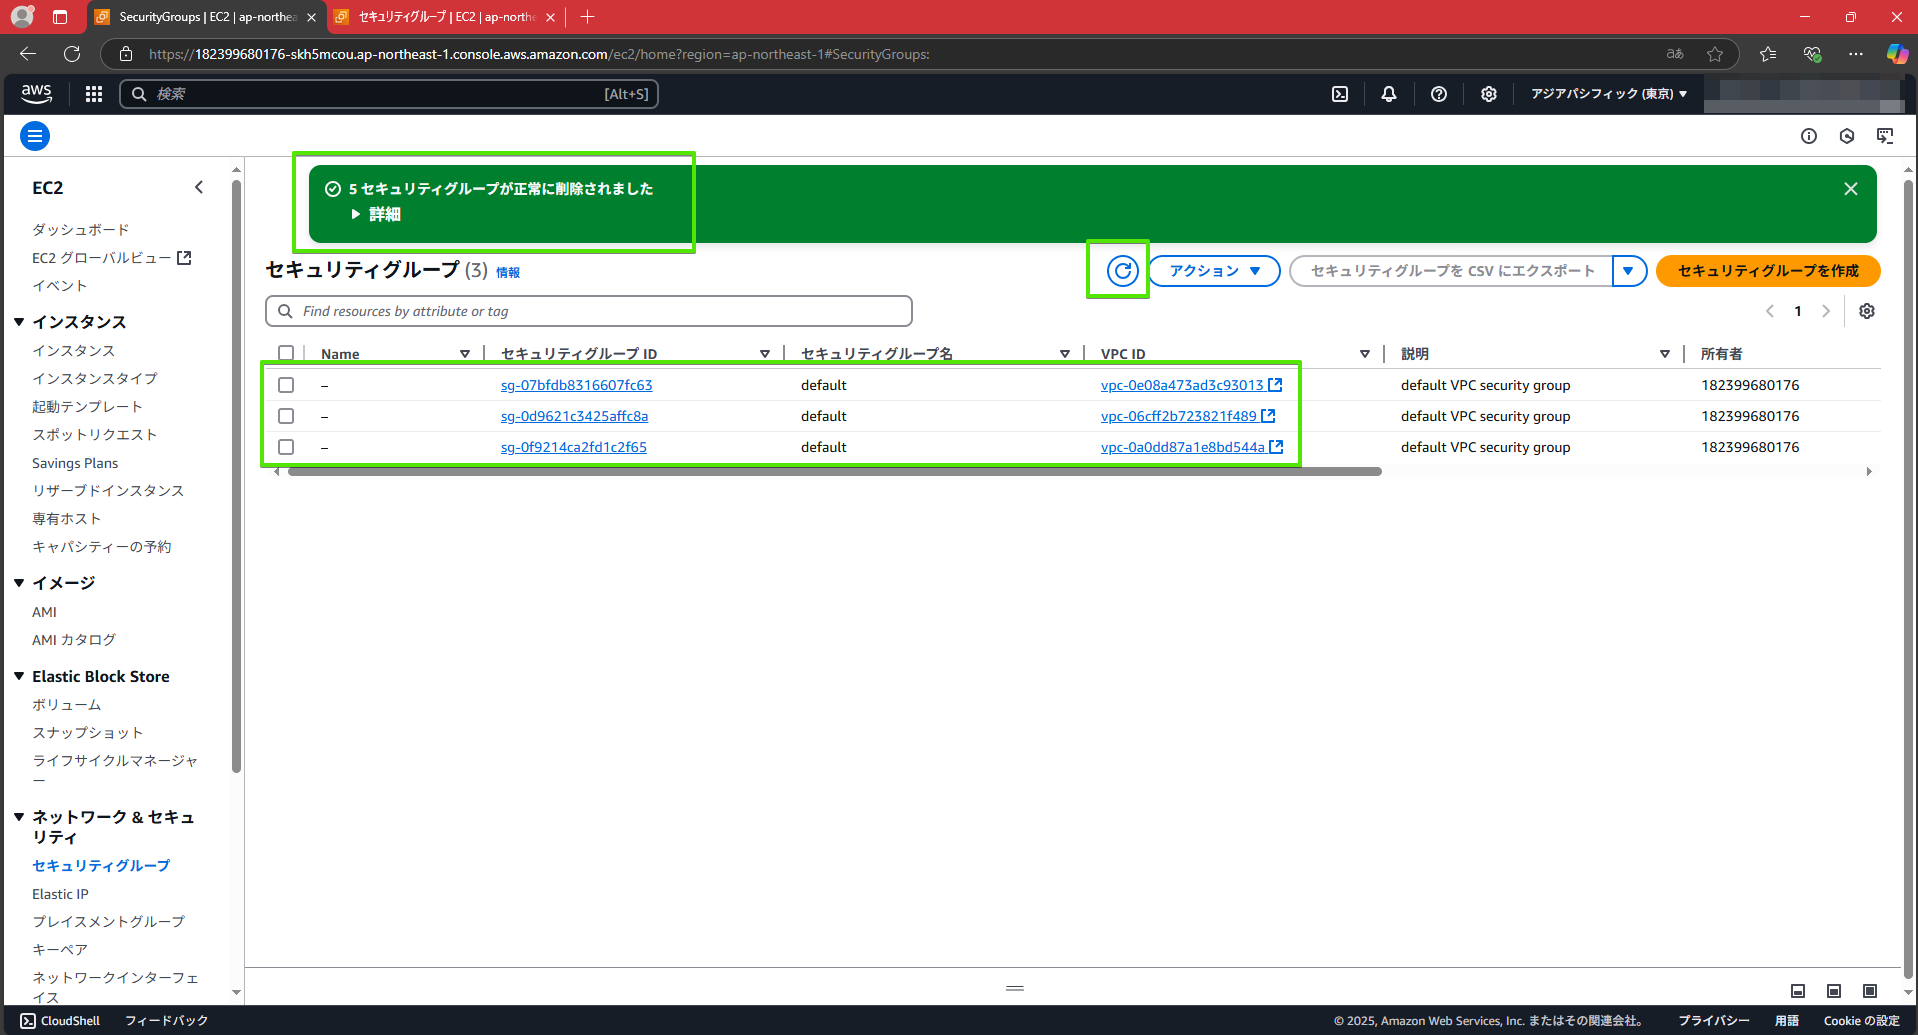 SecurityGroups | EC2 | ap-northea
セキュリティグループ | EC2 | ap-northe
https://182399680176-skh5mcou.ap-northeast-1.console.aws.amazon.com/ec2/home?region=ap-northeast-1#SecurityGroups:
aあ
aws
検索
[Alt+S]
アジアパシフィック (東京)
EC2
ダッシュボード
EC2 グローバルビュー
イベント
インスタンス
インスタンス
インスタンスタイプ
起動テンプレート
スポットリクエスト
Savings Plans
リザーブドインスタンス
専有ホスト
キャパシティーの予約
イメージ
AMI
AMI カタログ
Elastic Block Store
ボリューム
スナップショット
ライフサイクルマネージャ
ー
ネットワーク & セキュ
リティ
セキュリティグループ
Elastic IP
プレイスメントグループ
キーペア
ネットワークインターフェ
イス
5 セキュリティグループが正常に削除されました
詳細
セキュリティグループ (3) 情報
アクション
セキュリティグループを CSV にエクスポート
セキュリティグループを作成
Find resources by attribute or tag
1
Name セキュリティグループ ID セキュリティグループ名 VPC ID 説明 所有者
– sg-07bfdb8316607fc63 default vpc-0e08a473ad3c93013 default VPC security group 182399680176
– sg-0d9621c3425affc8a default vpc-06cff2b723821f489 default VPC security group 182399680176
– sg-0f9214ca2fd1c2f65 default vpc-0a0dd87a1e8bd544a default VPC security group 182399680176
CloudShell
フィードバック
© 2025, Amazon Web Services, Inc. またはその関連会社。
プライバシー
用語
Cookie の設定